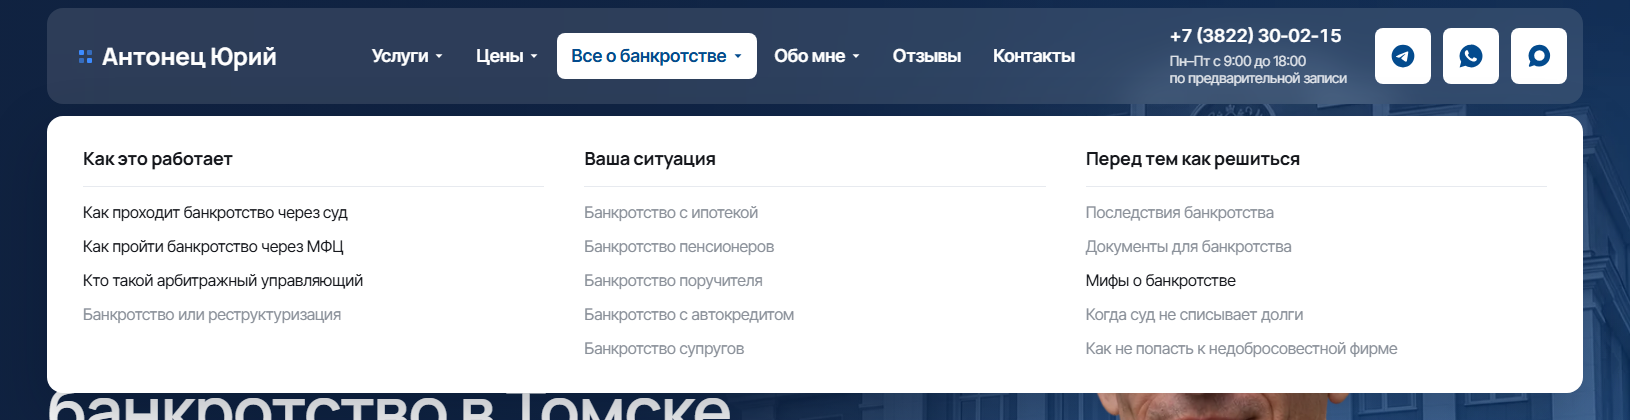 Антонец Юрий
Услуги
Цены
Все о банкротстве
Обо мне
Отзывы
Контакты
+7 (3822) 30-02-15
Пн–Пт с 9:00 до 18:00
по предварительной записи
Как это работает
Как проходит банкротство через суд
Как пройти банкротство через МФЦ
Кто такой арбитражный управляющий
Банкротство или реструктуризация
Ваша ситуация
Банкротство с ипотекой
Банкротство пенсионеров
Банкротство поручителя
Банкротство с автокредитом
Банкротство супругов
Перед тем как решиться
Последствия банкротства
Документы для банкротства
Мифы о банкротстве
Когда суд не списывает долги
Как не попасть к недобросовестной фирме
банкротство в Томске